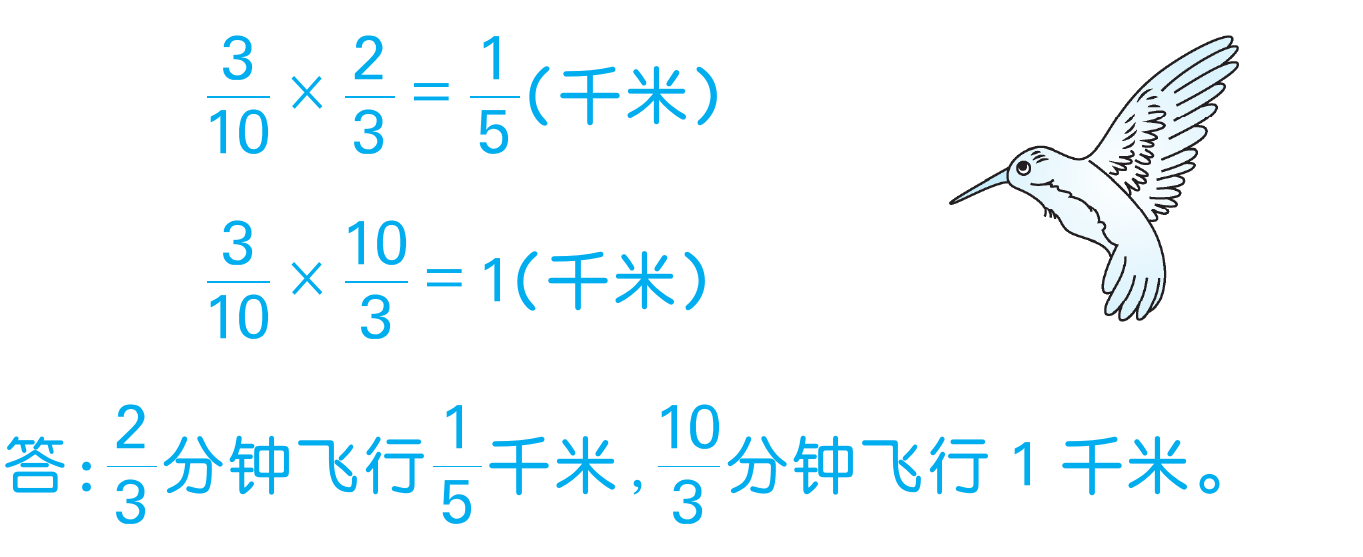 3/10 × 2/3 = 1/5(千米)
3/10 × 10/3 = 1(千米)
答:2/3分钟飞行1/5千米,10/3分钟飞行 1 千米。